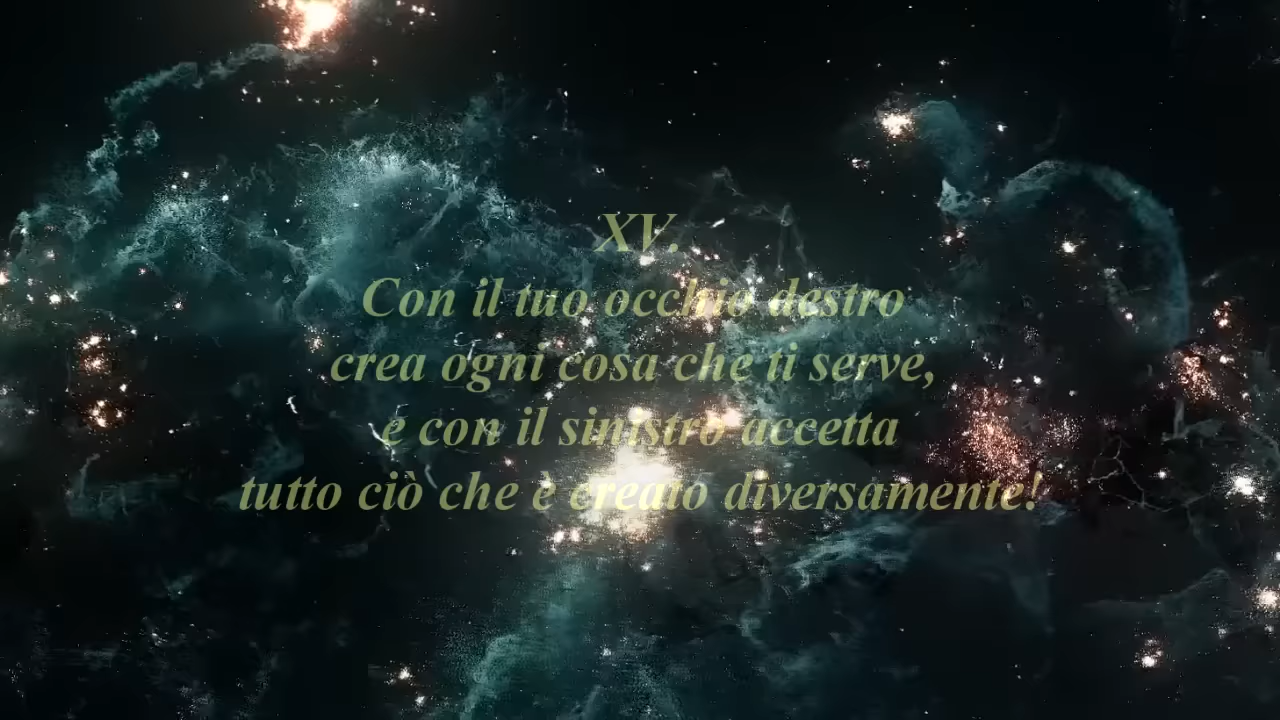 XV.
Con il tuo occhio destro
crea ogni cosa che ti serve,
e con il sinistro accetta
tutto ciò che è creato diversamente!